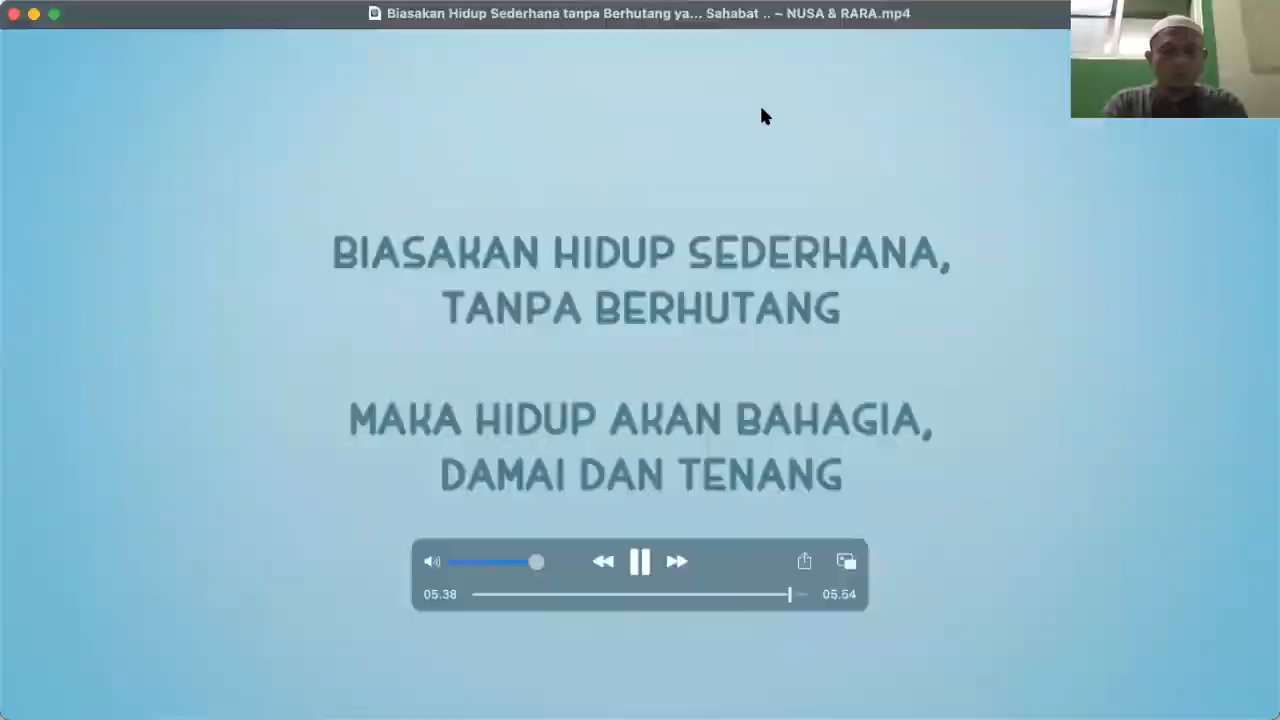 Biasakan Hidup Sederhana tanpa Berhutang ya... Sahabat .. ~ NUSA & RARA.mp4
BIASAKAN HIDUP SEDERHANA,
TANPA BERHUTANG
MAKA HIDUP AKAN BAHAGIA,
DAMAI DAN TENANG
05.38
05.54